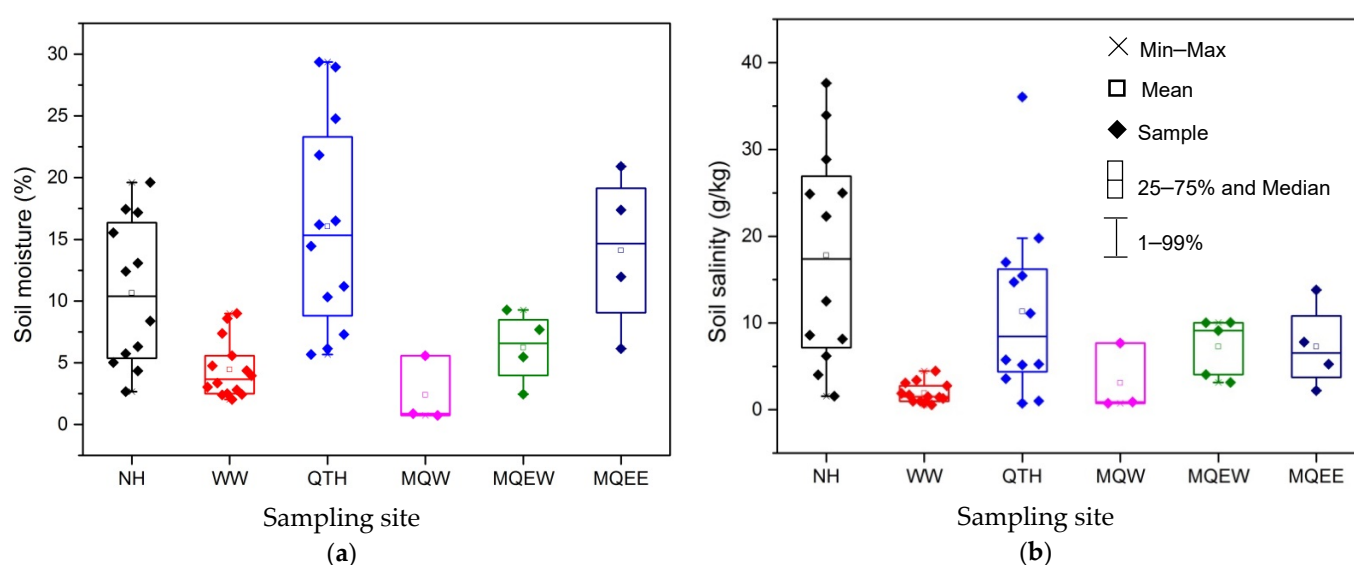 Soil moisture (%)
30
25
20
15
10
5
0
NH WW QTH MQW MQEW MQEE
Sampling site
(a)
Soil salinity (g/kg)
40
30
20
10
0
NH WW QTH MQW MQEW MQEE
Sampling site
(b)
Min–Max
Mean
Sample
25–75% and Median
1–99%